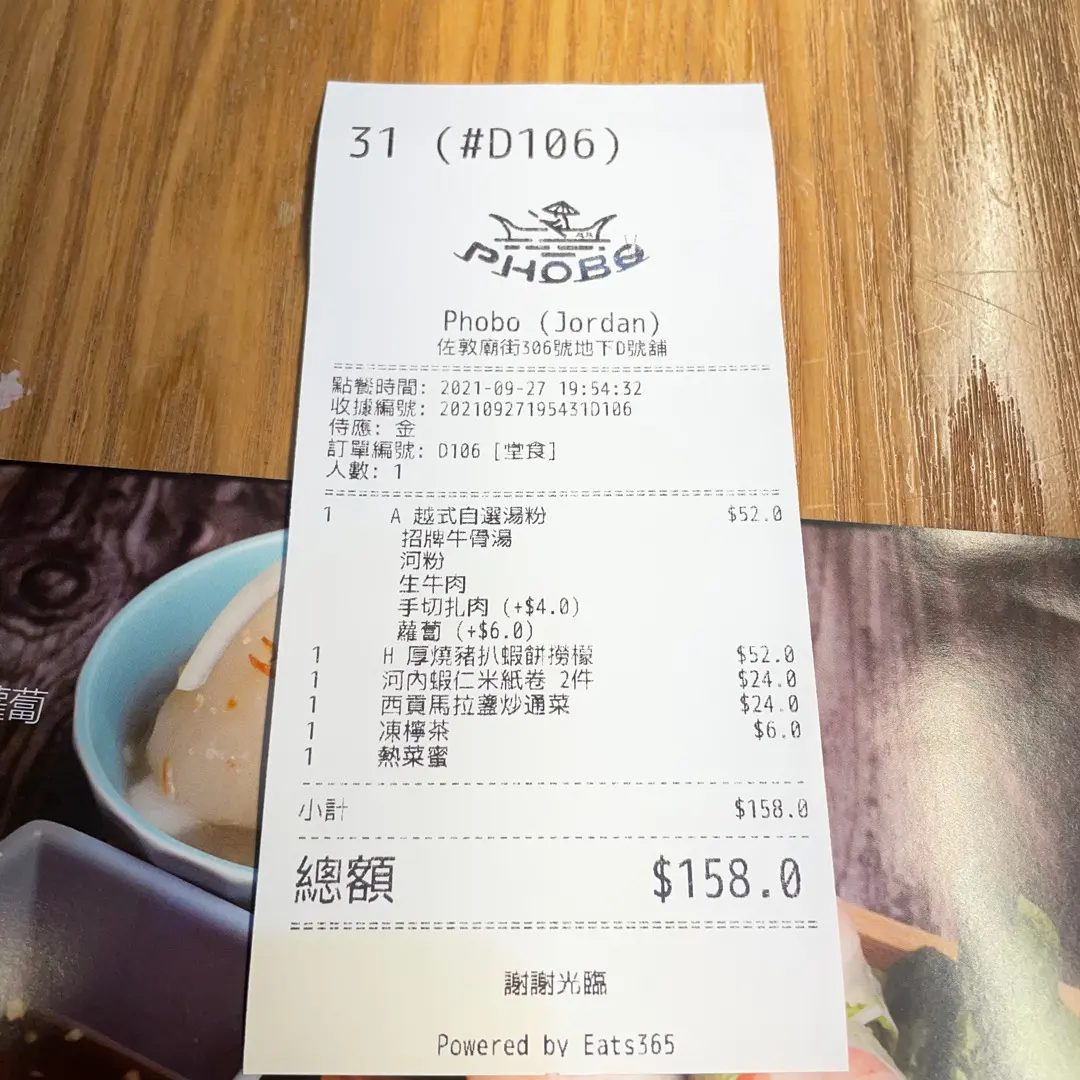 31 (#D106)
PHOBO
Phobo (Jordan)
佐敦廟街306號地下D號舖
點餐時間: 2021-09-27 19:54:32
收據編號: 20210927195431D106
侍應: 金
訂單編號: D106 [堂食]
人數: 1
1 A 越式自選湯粉 $52.0
招牌牛骨湯
河粉
生牛肉
手切扎肉 (+$4.0)
蘿蔔 (+$6.0)
1 H 厚燒豬扒蝦餅撈檬 $52.0
1 河內蝦仁米紙卷 2件 $24.0
1 西貢馬拉盞炒通菜 $24.0
1 凍檸茶 $6.0
1 熱菜蜜
小計 $158.0
總額 $158.0
謝謝光臨
Powered by Eats365
蘿蔔